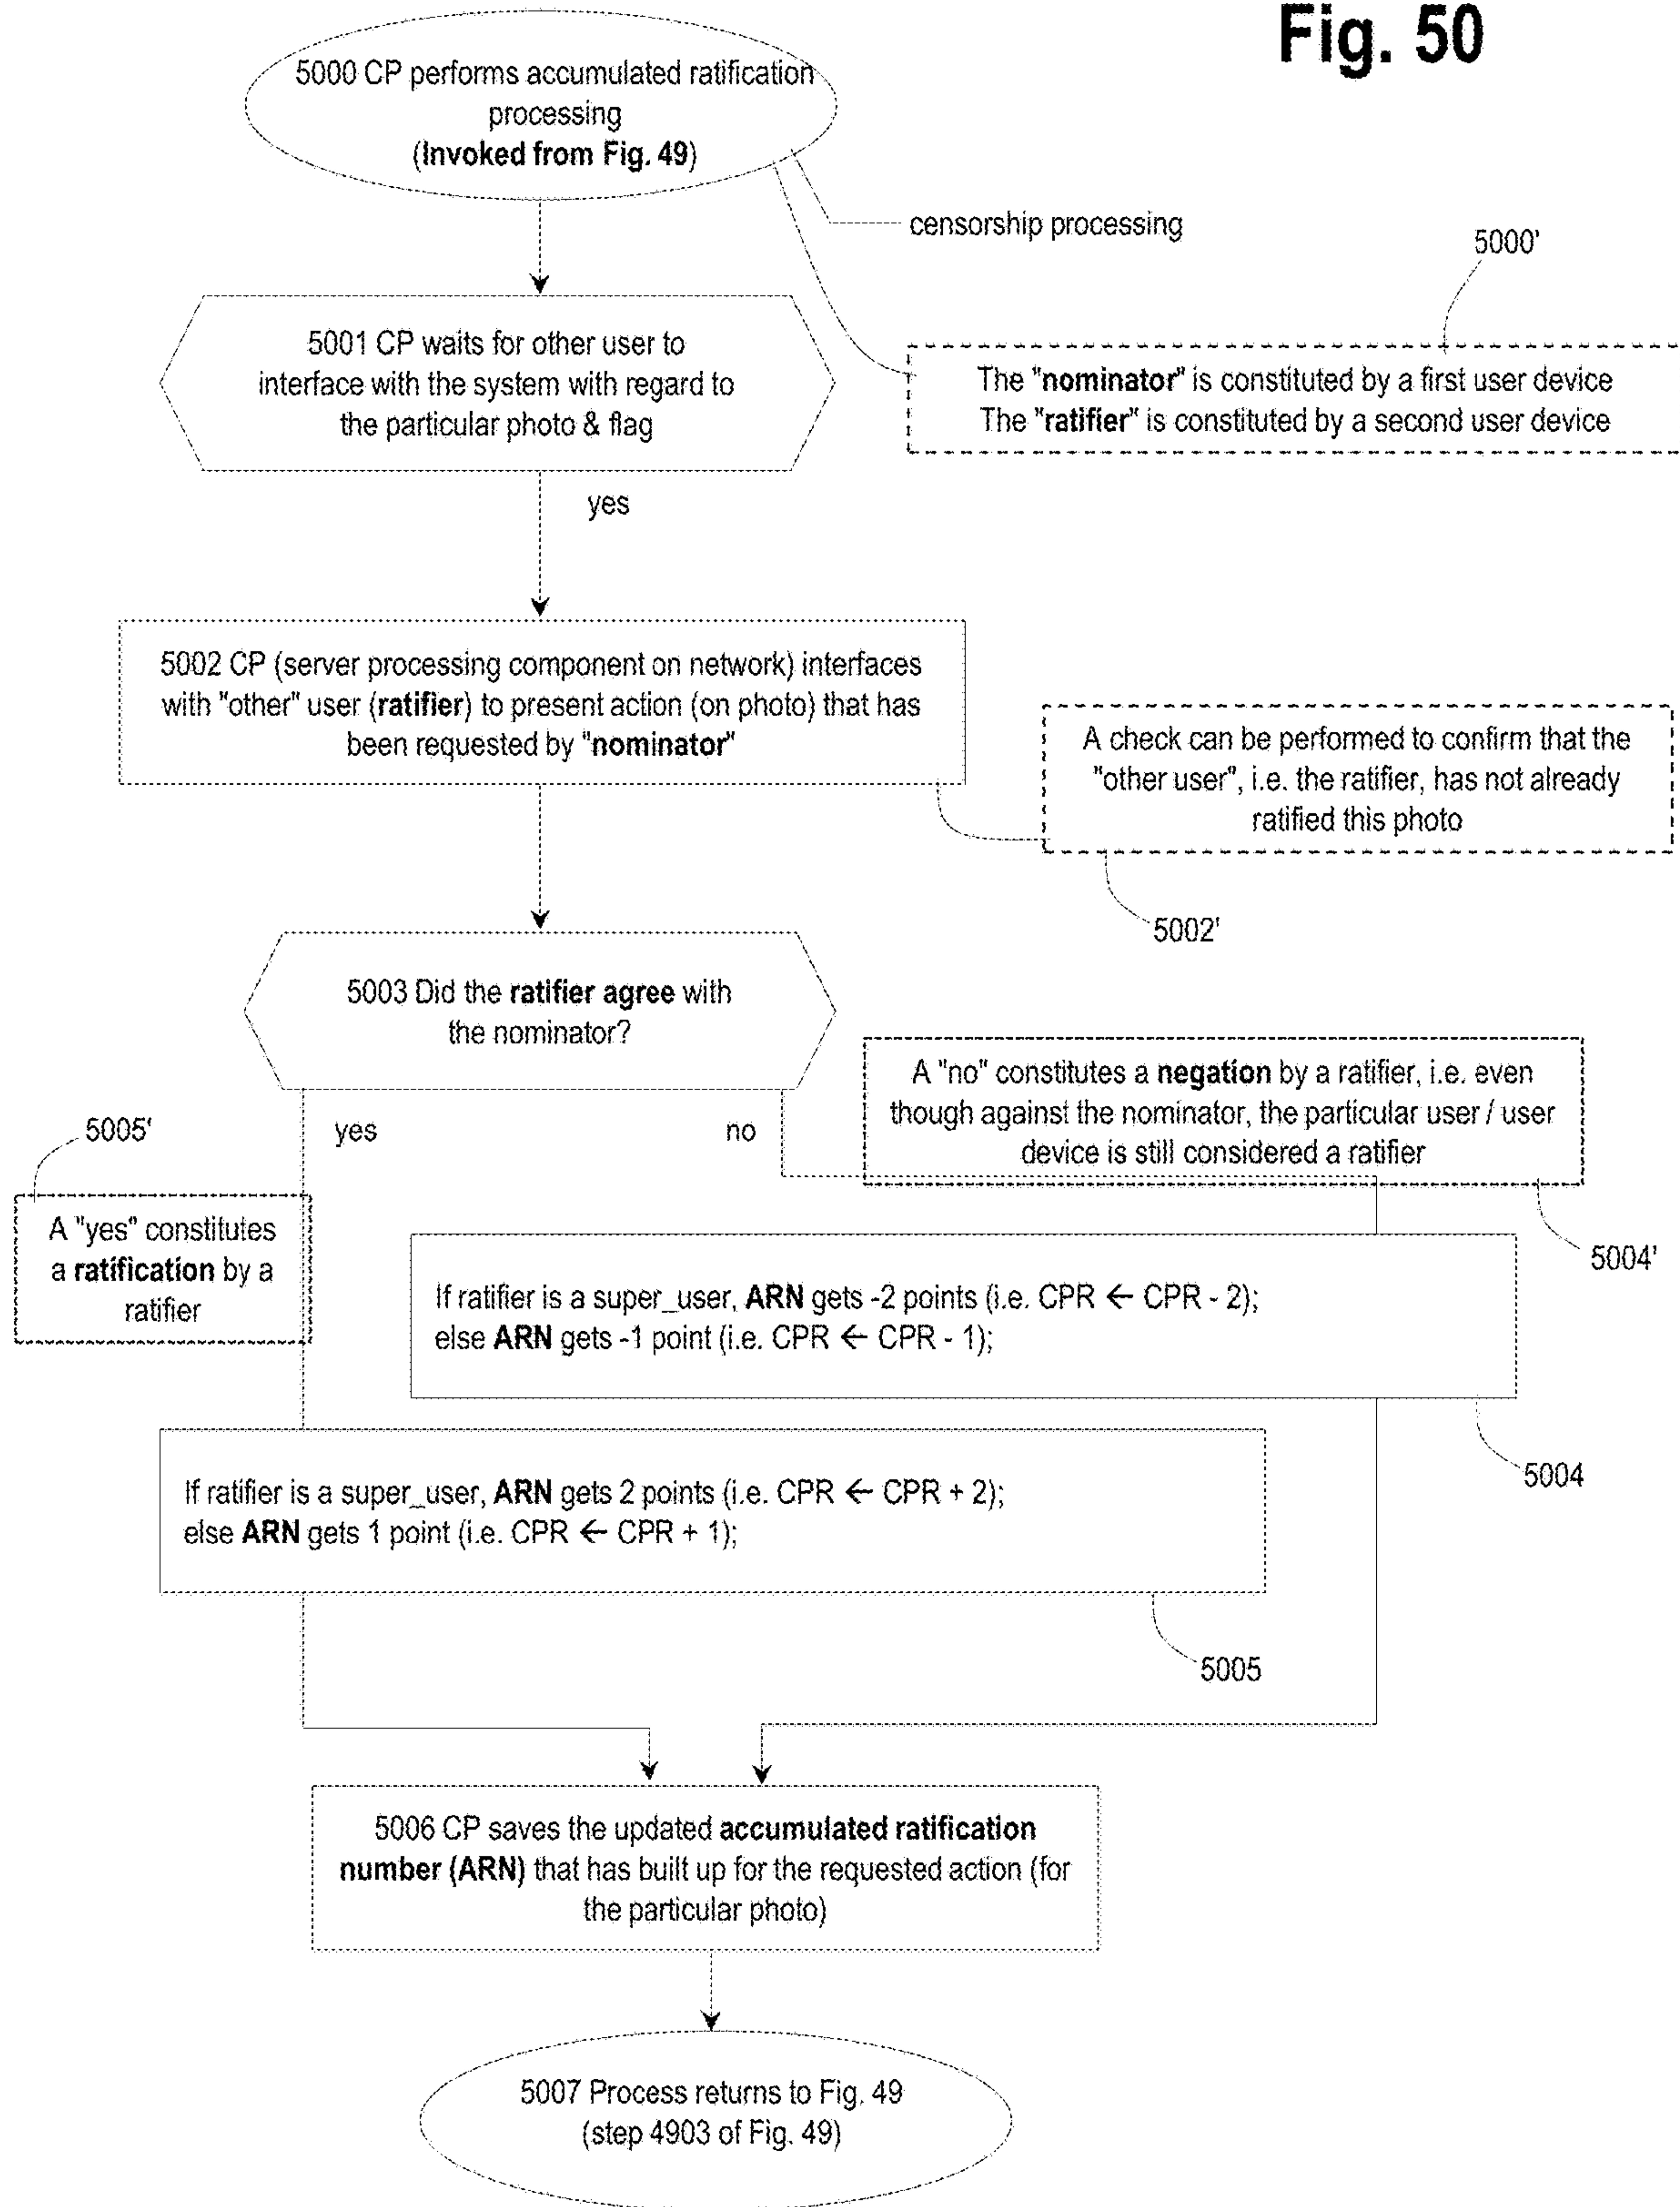 Fig. 50
5000 CP performs accumulated ratification
processing
(Invoked from Fig. 49)
censorship processing
5000'
5001 CP waits for other user to
interface with the system with regard to
the particular photo & flag
The "nominator" is constituted by a first user device
The "ratifier" is constituted by a second user device
yes
5002 CP (server processing component on network) interfaces
with "other" user (ratifier) to present action (on photo) that has
been requested by "nominator"
A check can be performed to confirm that the
"other user", i.e. the ratifier, has not already
ratified this photo
5002'
5003 Did the ratifier agree with
the nominator?
A "no" constitutes a negation by a ratifier, i.e. even
though against the nominator, the particular user / user
device is still considered a ratifier
5005'
yes
no
A "yes" constitutes
a ratification by a
ratifier
5004'
If ratifier is a super_user, ARN gets -2 points (i.e. CPR ← CPR - 2);
else ARN gets -1 point (i.e. CPR ← CPR - 1);
5004
If ratifier is a super_user, ARN gets 2 points (i.e. CPR ← CPR + 2);
else ARN gets 1 point (i.e. CPR ← CPR + 1);
5005
5006 CP saves the updated accumulated ratification
number (ARN) that has built up for the requested action (for
the particular photo)
5007 Process returns to Fig. 49
(step 4903 of Fig. 49)